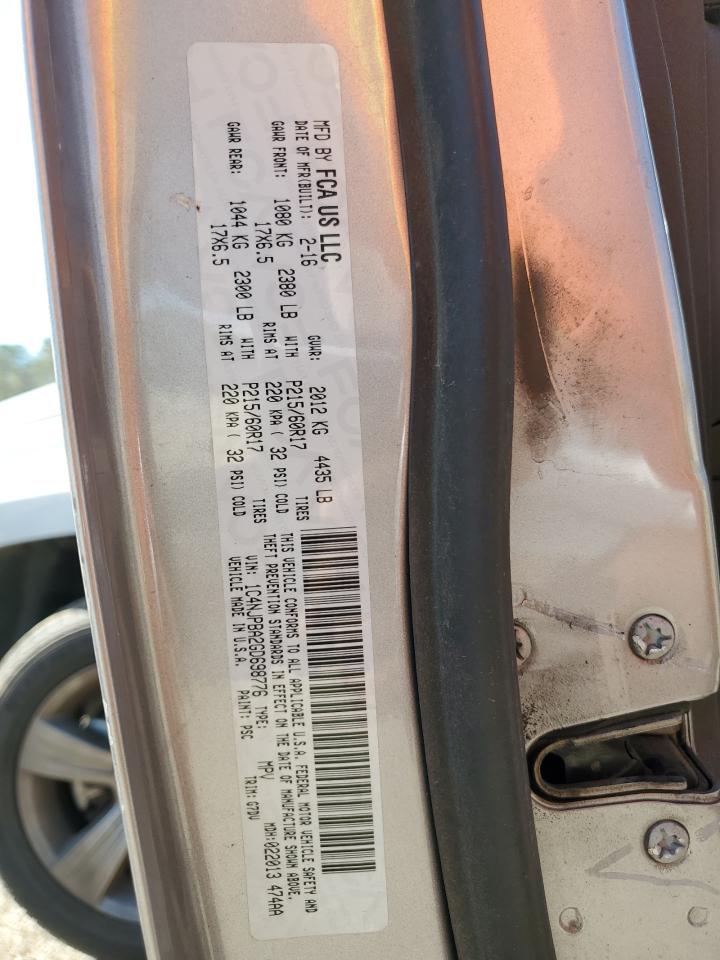 MFD BY FCA US LLC
DATE OF MFR(BUILT): 2-16 GVWR: 2012 KG 4435 LB
GAWR FRONT: 1080 KG 2380 LB WITH P215/60R17 TIRES
17X6.5 RIMS AT 220 KPA ( 32 PSI) COLD
GAWR REAR: 1044 KG 2300 LB WITH P215/60R17 TIRES
17X6.5 RIMS AT 220 KPA ( 32 PSI) COLD
THIS VEHICLE CONFORMS TO ALL APPLICABLE U.S.A. FEDERAL MOTOR VEHICLE SAFETY AND
THEFT PREVENTION STANDARDS IN EFFECT ON THE DATE OF MANUFACTURE SHOWN ABOVE.
VIN: 1C4NJPBA2GD698776 TYPE: MPV MDH:022013 474AA
VEHICLE MADE IN U.S.A. PAINT: PSC TRIM: G7DV